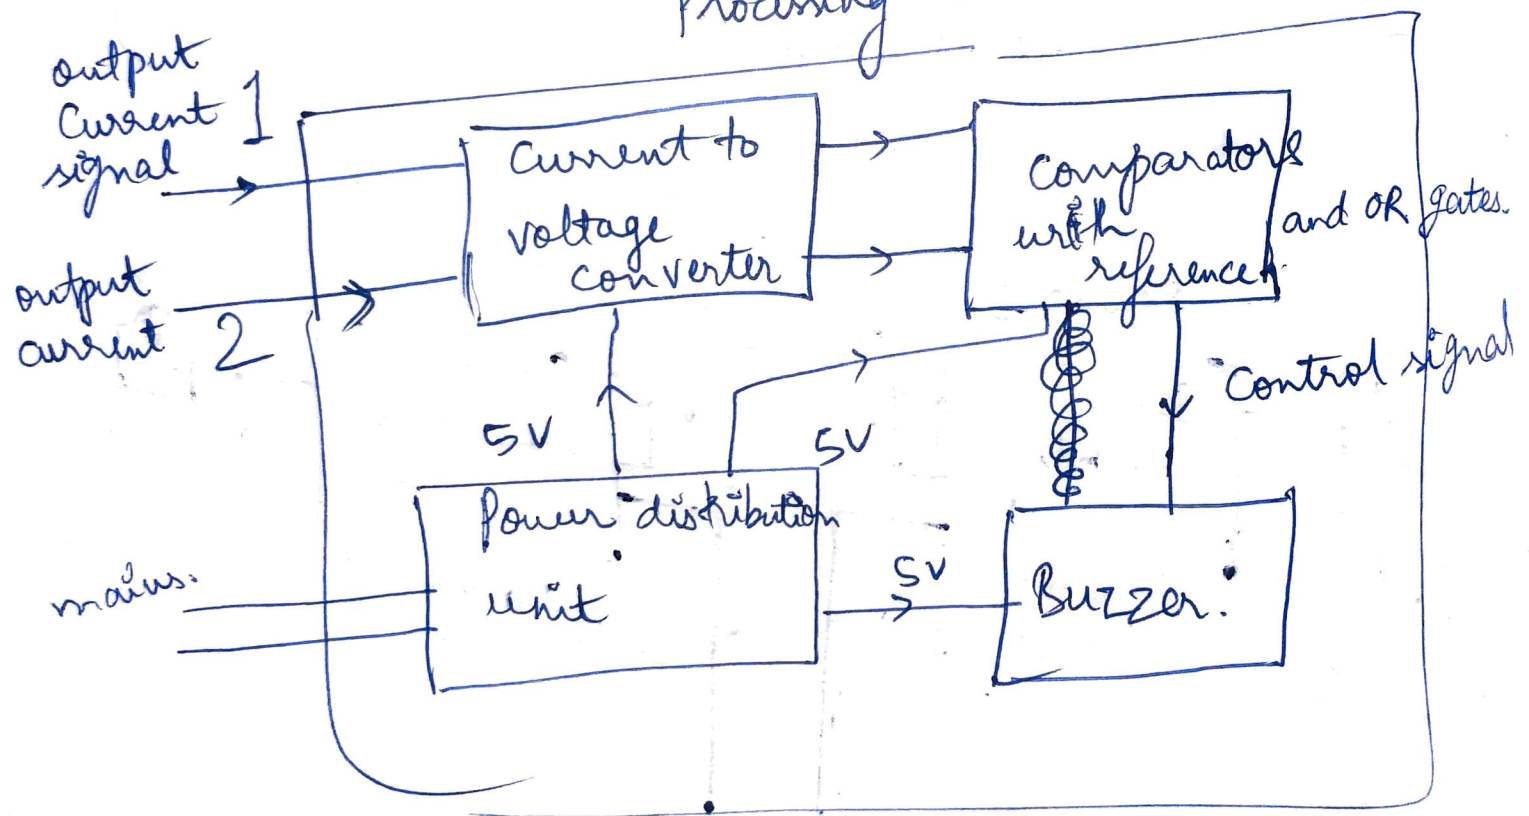 Processing
output
Current 1
signal
Current to
voltage
converter
comparators
with
reference
and OR gates.
output
current 2
5V
5V
Control signal
Power distribution
unit
mains.
5V
Buzzer.